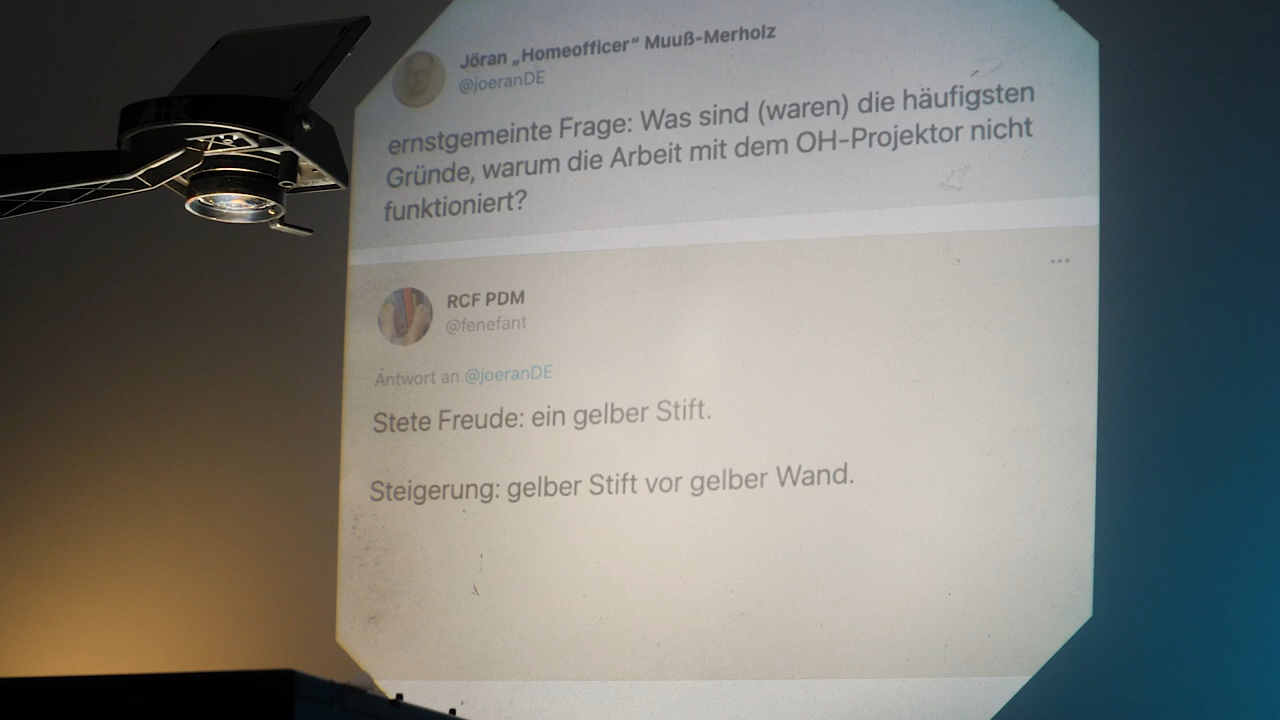 Jöran „Homeofficer“ Muuß-Merholz
@joeranDE
ernstgemeinte Frage: Was sind (waren) die häufigsten
Gründe, warum die Arbeit mit dem OH-Projektor nicht
funktioniert?
RCF PDM
@fenefant
Antwort an @joeranDE
Stete Freude: ein gelber Stift.
Steigerung: gelber Stift vor gelber Wand.